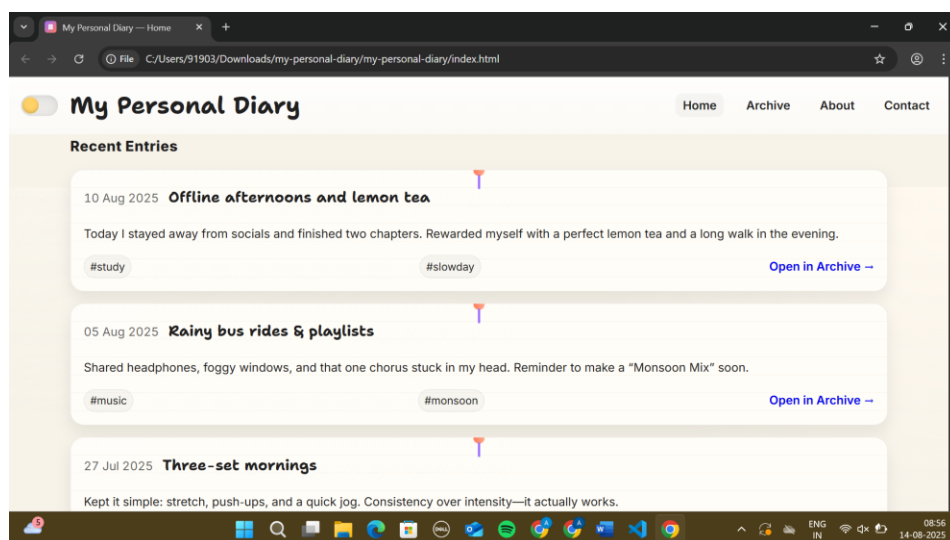 My Personal Diary — Home
File C:/Users/91903/Downloads/my-personal-diary/my-personal-diary/index.html
My Personal Diary Home Archive About Contact
Recent Entries
10 Aug 2025 Offline afternoons and lemon tea
Today I stayed away from socials and finished two chapters. Rewarded myself with a perfect lemon tea and a long walk in the evening.
#study #slowday Open in Archive →
05 Aug 2025 Rainy bus rides & playlists
Shared headphones, foggy windows, and that one chorus stuck in my head. Reminder to make a “Monsoon Mix” soon.
#music #monsoon Open in Archive →
27 Jul 2025 Three-set mornings
Kept it simple: stretch, push-ups, and a quick jog. Consistency over intensity—it actually works.
5 DELL ENG 08:56
IN 14-08-2025